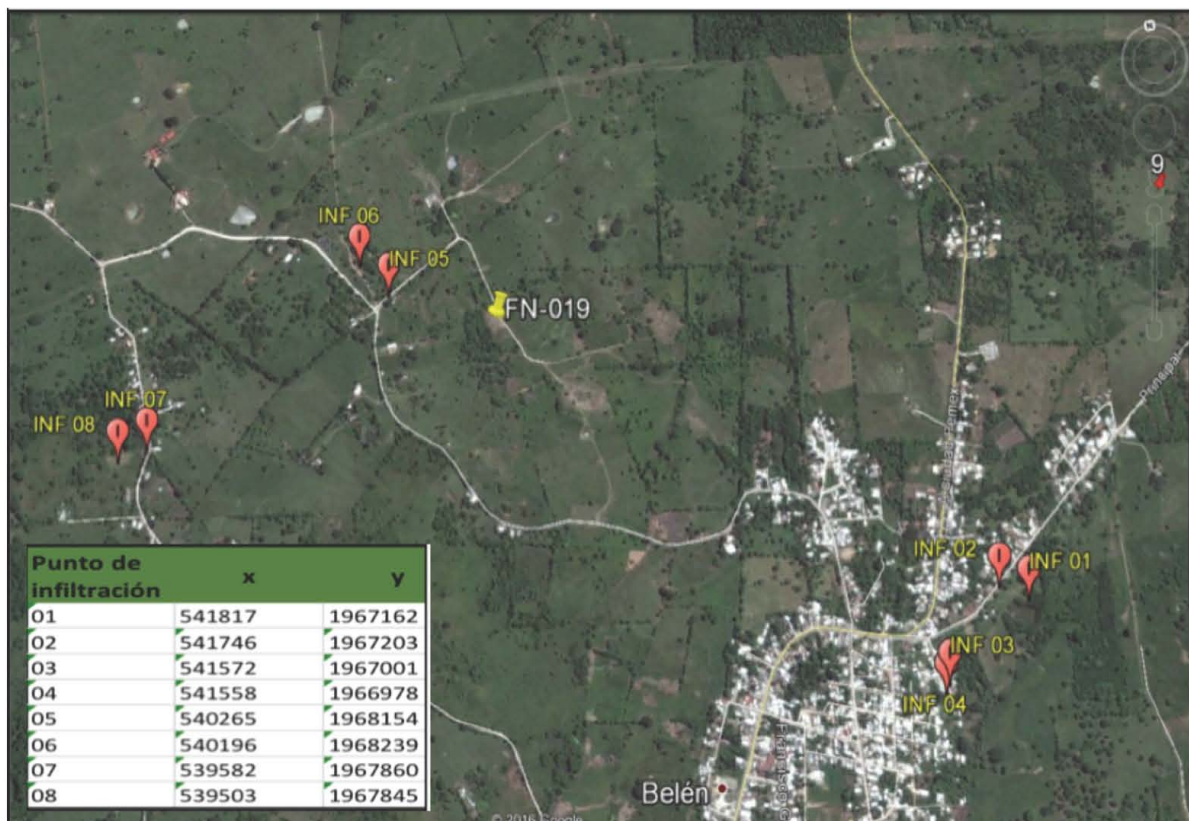 9
INF 06
INF 05
FN-019
INF 07
INF 08
Principal
INF 02
INF 01
INF 03
INF 04
Belén
© 2016 Google
Punto de infiltración x y
01 541817 1967162
02 541746 1967203
03 541572 1967001
04 541558 1966978
05 540265 1968154
06 540196 1968239
07 539582 1967860
08 539503 1967845